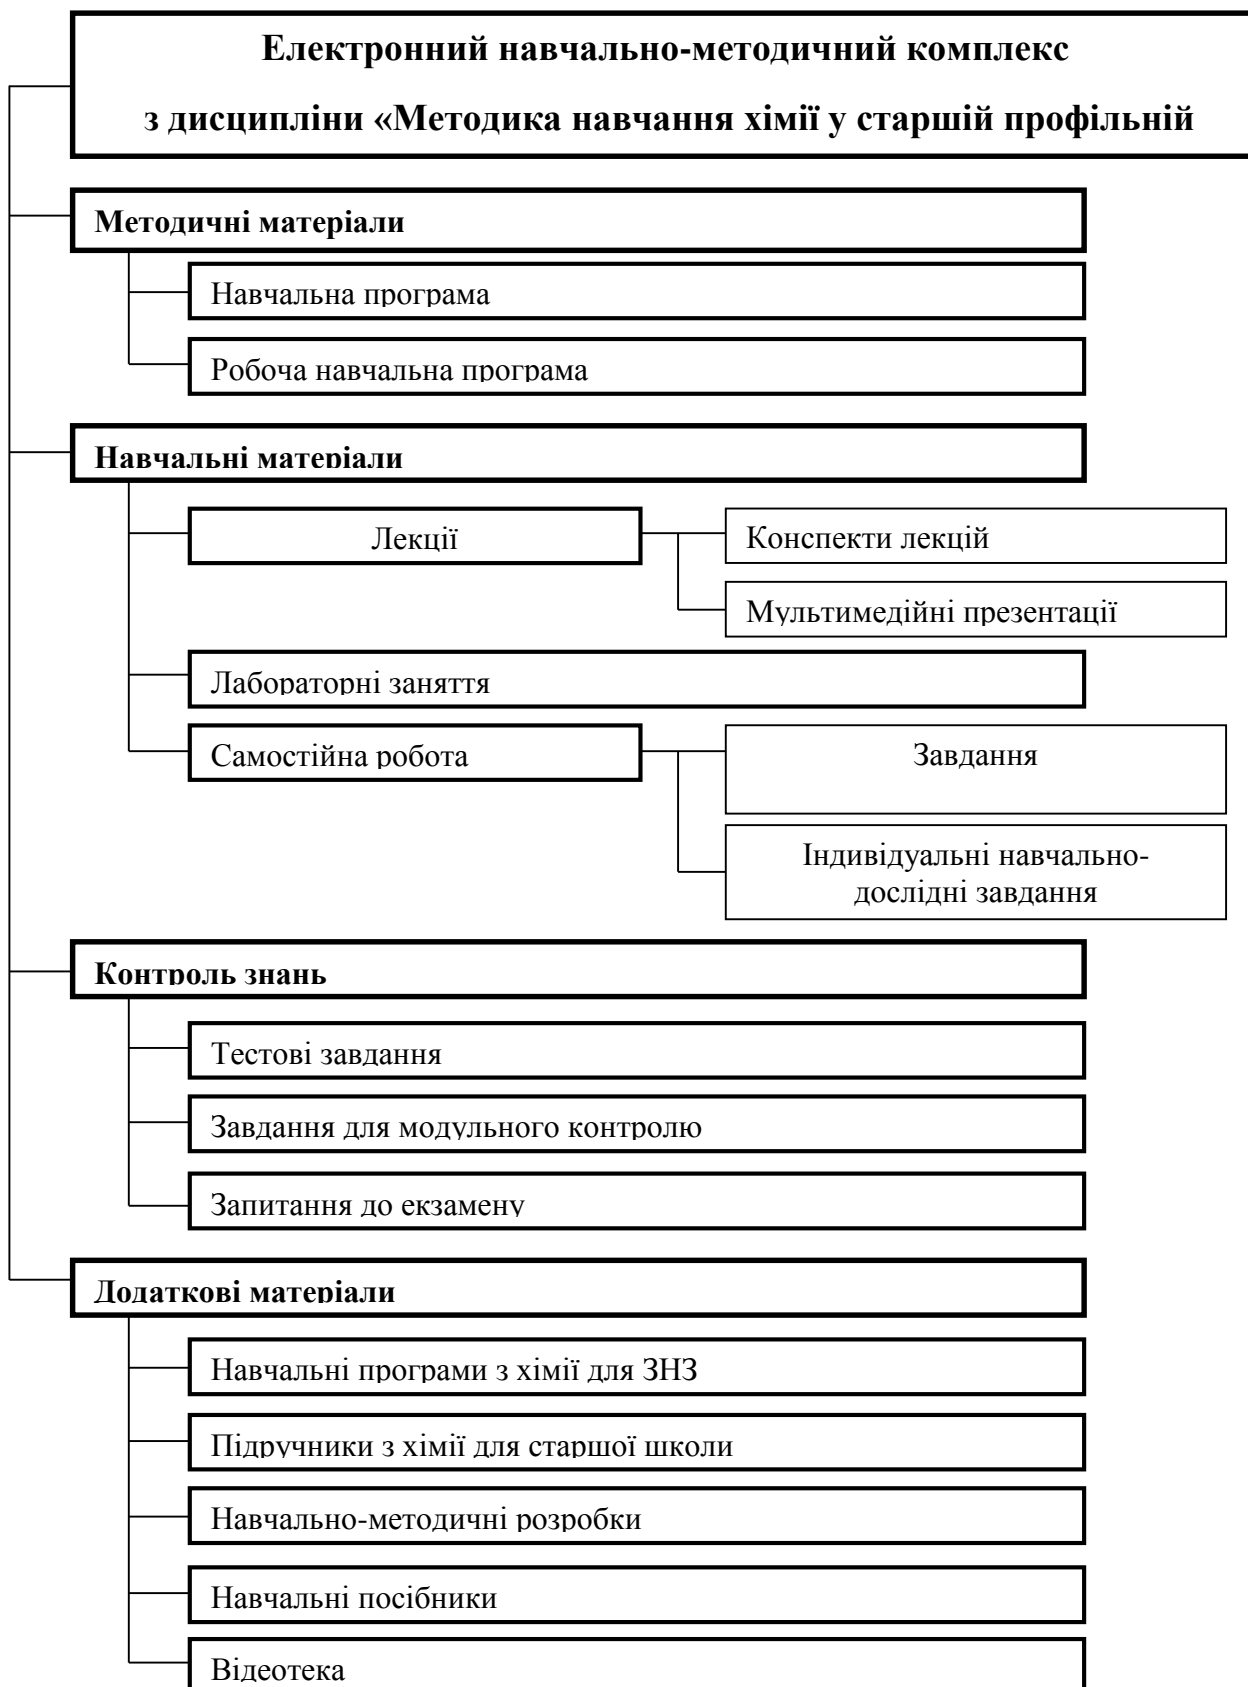 Електронний навчально-методичний комплекс
з дисципліни «Методика навчання хімії у старшій профільній
Методичні матеріали
Навчальна програма
Робоча навчальна програма
Навчальні матеріали
Лекції
Конспекти лекцій
Мультимедійні презентації
Лабораторні заняття
Самостійна робота
Завдання
Індивідуальні навчально-
дослідні завдання
Контроль знань
Тестові завдання
Завдання для модульного контролю
Запитання до екзамену
Додаткові матеріали
Навчальні програми з хімії для ЗНЗ
Підручники з хімії для старшої школи
Навчально-методичні розробки
Навчальні посібники
Відеотека